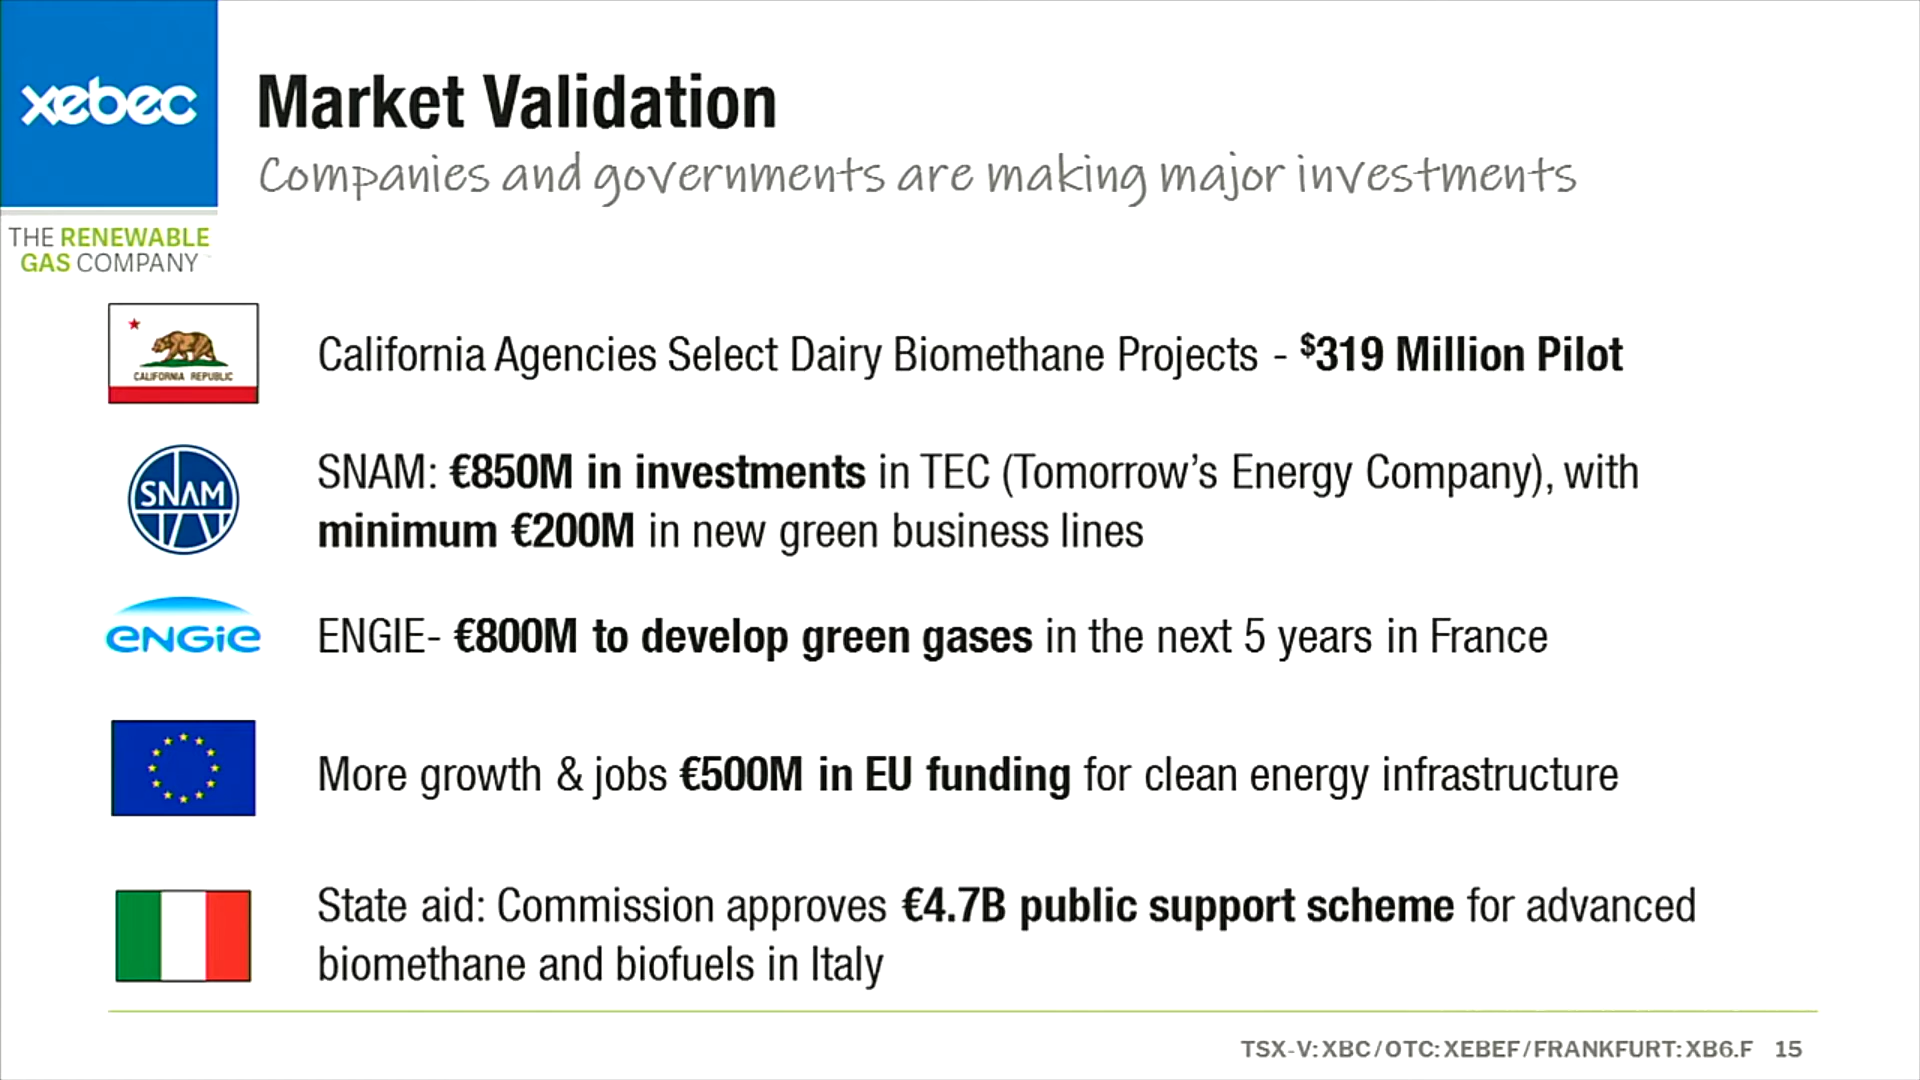 xebec
THE RENEWABLE
GAS COMPANY
Market Validation
Companies and governments are making major investments
CALIFORNIA REPUBLIC
California Agencies Select Dairy Biomethane Projects - $319 Million Pilot
SNAM
SNAM: €850M in investments in TEC (Tomorrow’s Energy Company), with
minimum €200M in new green business lines
ENGIE
ENGIE- €800M to develop green gases in the next 5 years in France
More growth & jobs €500M in EU funding for clean energy infrastructure
State aid: Commission approves €4.7B public support scheme for advanced
biomethane and biofuels in Italy
TSX-V: XBC/OTC: XEBEF/FRANKFURT: XB6.F 15